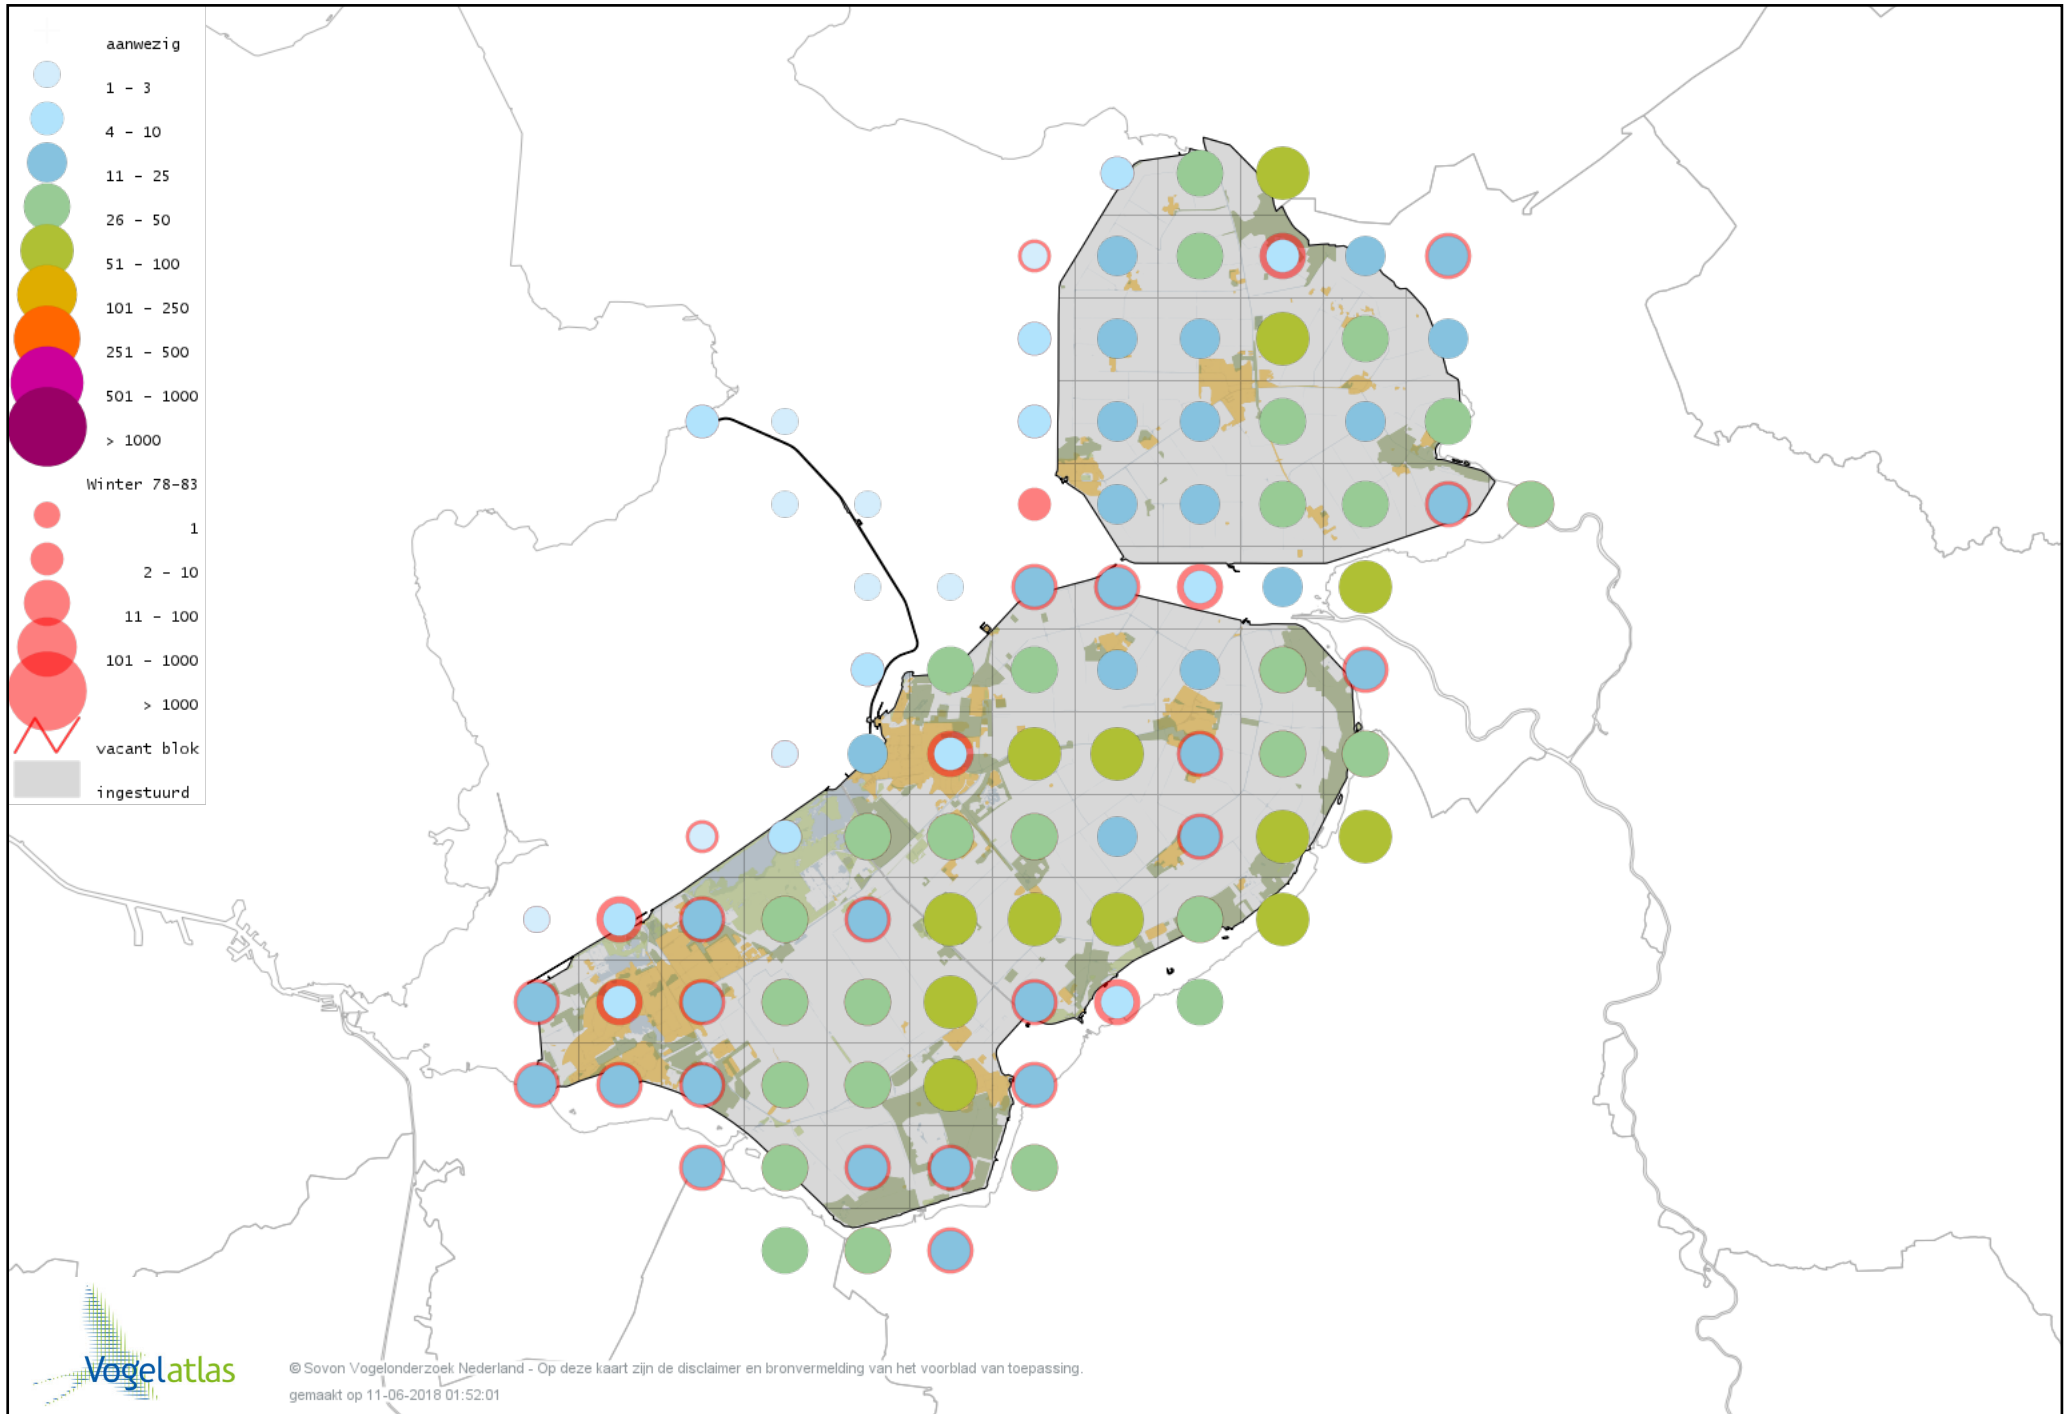 aanwezig
1 - 3
4 - 10
11 - 25
26 - 50
51 - 100
101 - 250
251 - 500
501 - 1000
> 1000
Winter 78-83
1
2 - 10
11 - 100
101 - 1000
> 1000
vacant blok
ingestuurd
Vogelatlas
© Sovon Vogelonderzoek Nederland - Op deze kaart zijn de disclaimer en bronvermelding van het voorblad van toepassing.
gemaakt op 11-06-2018 01:52:01